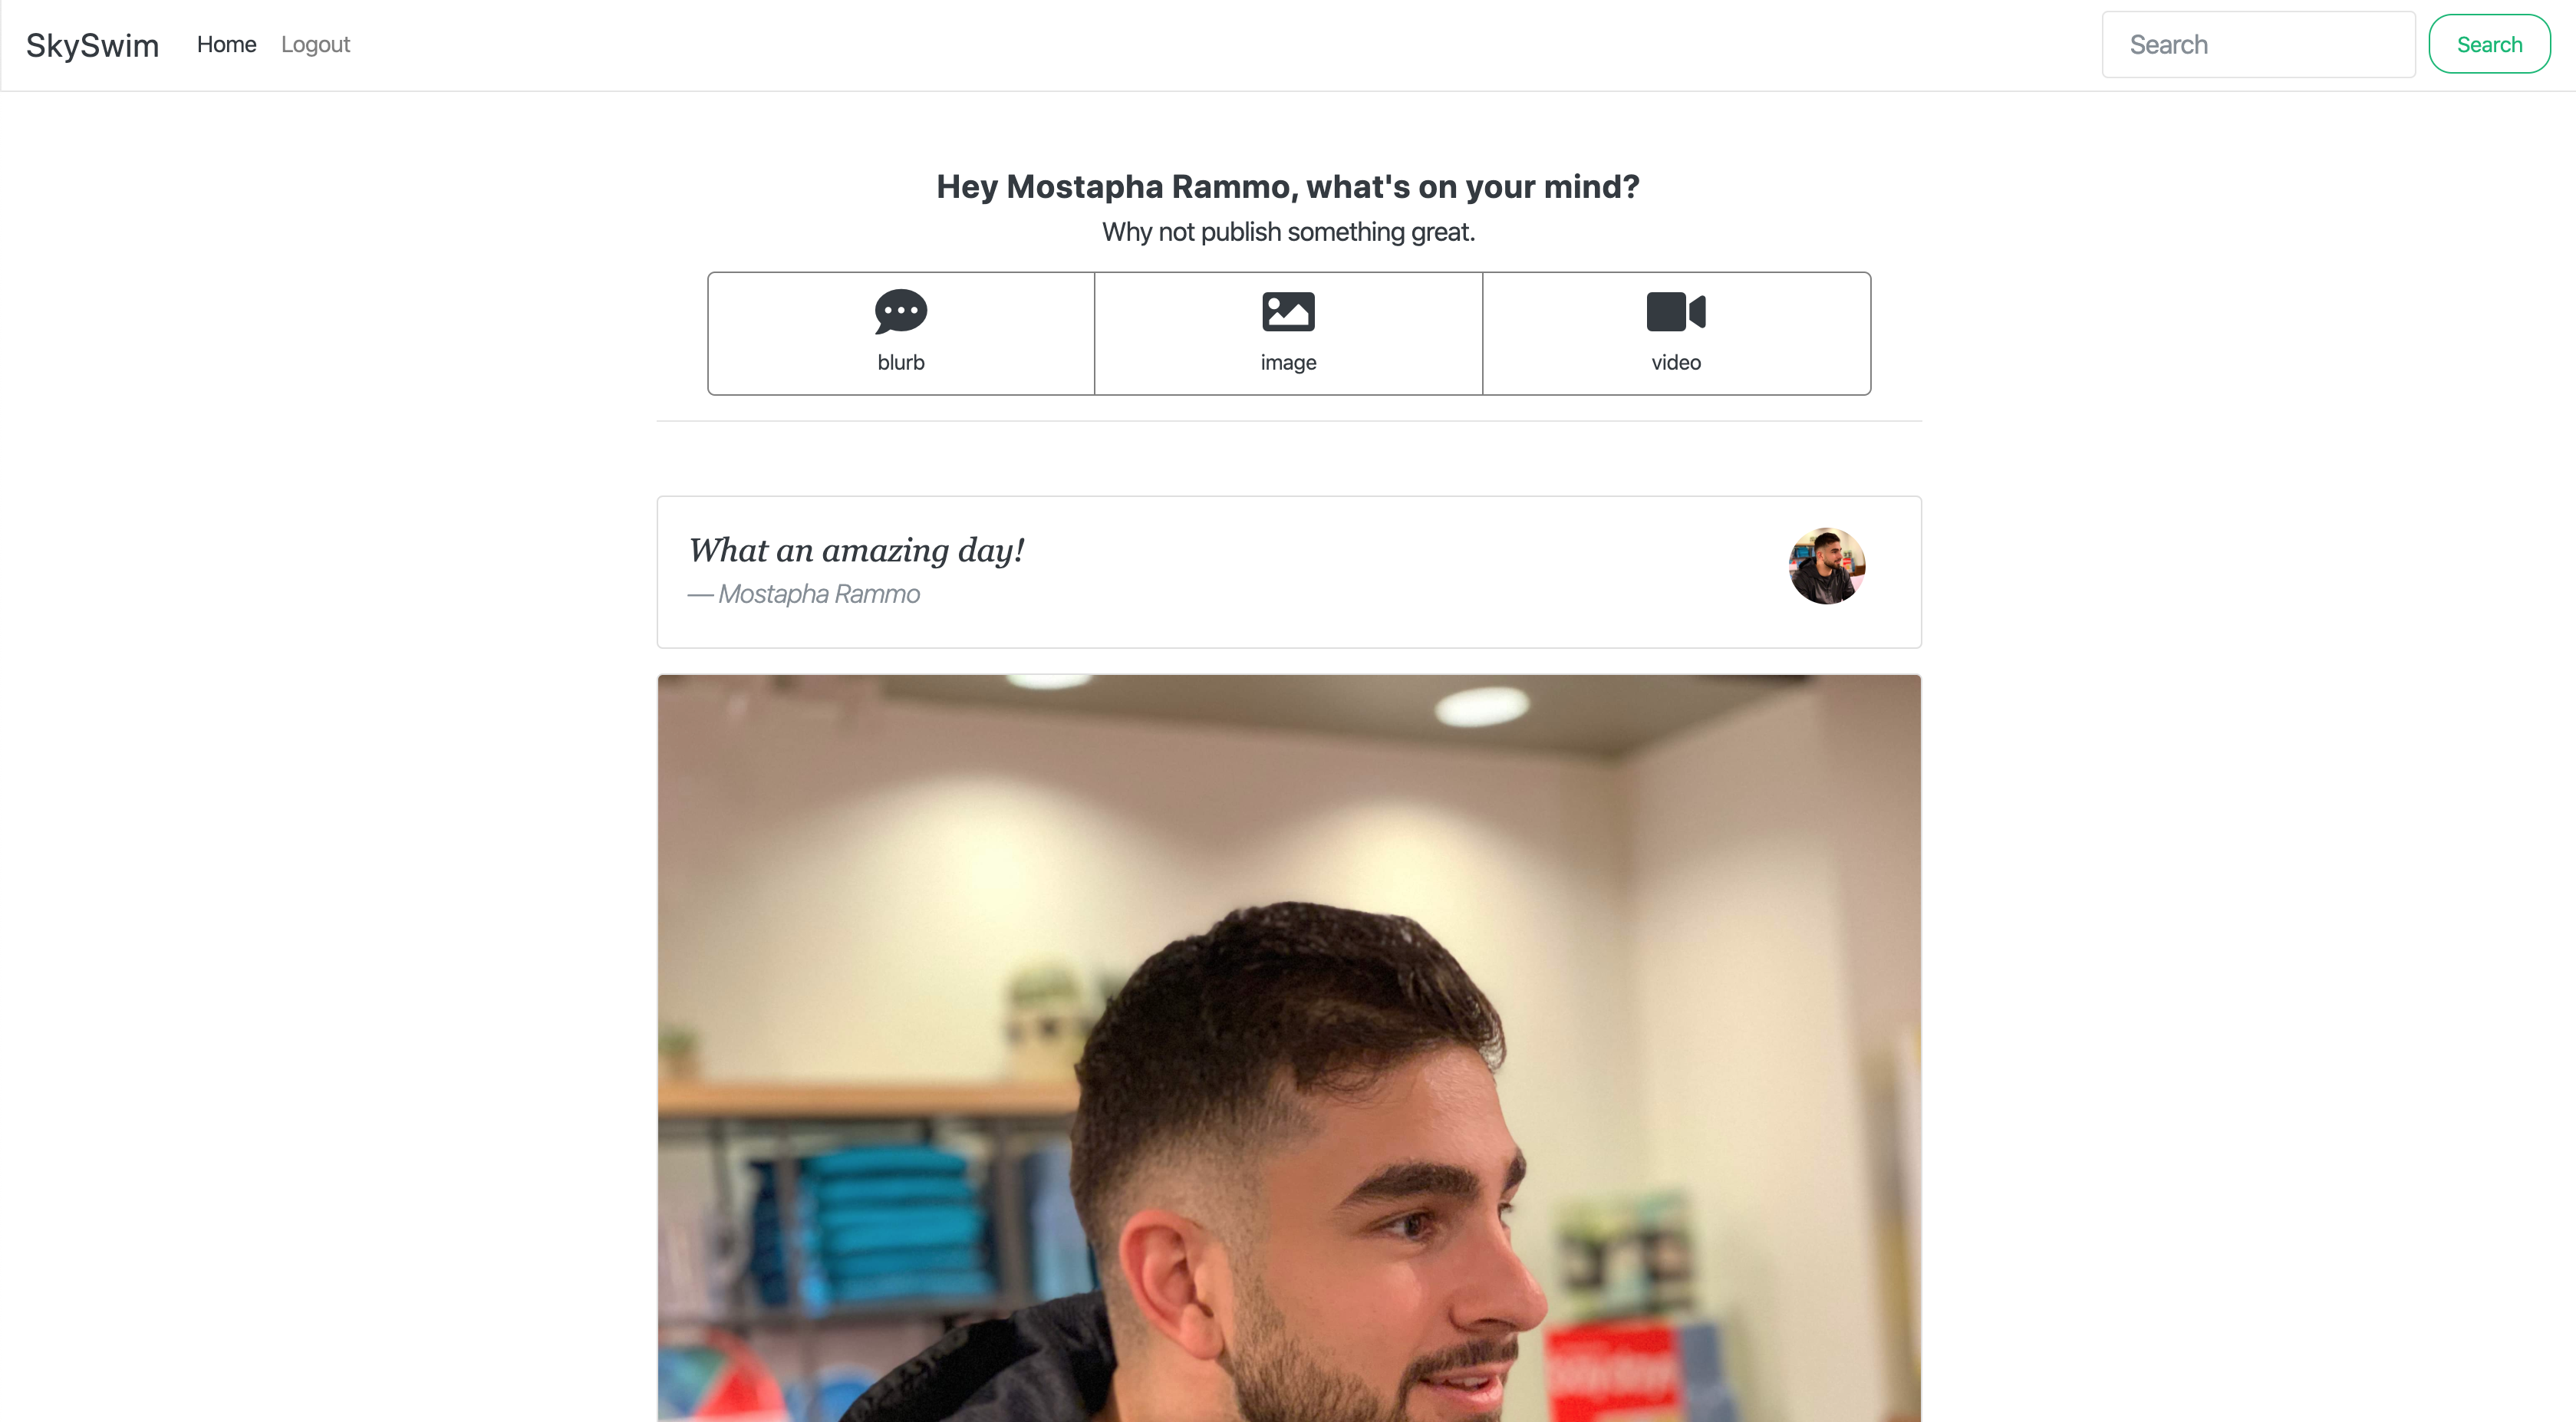 SkySwim Home Logout Search Search
Hey Mostapha Rammo, what's on your mind?
Why not publish something great.
blurb image video
What an amazing day!
— Mostapha Rammo